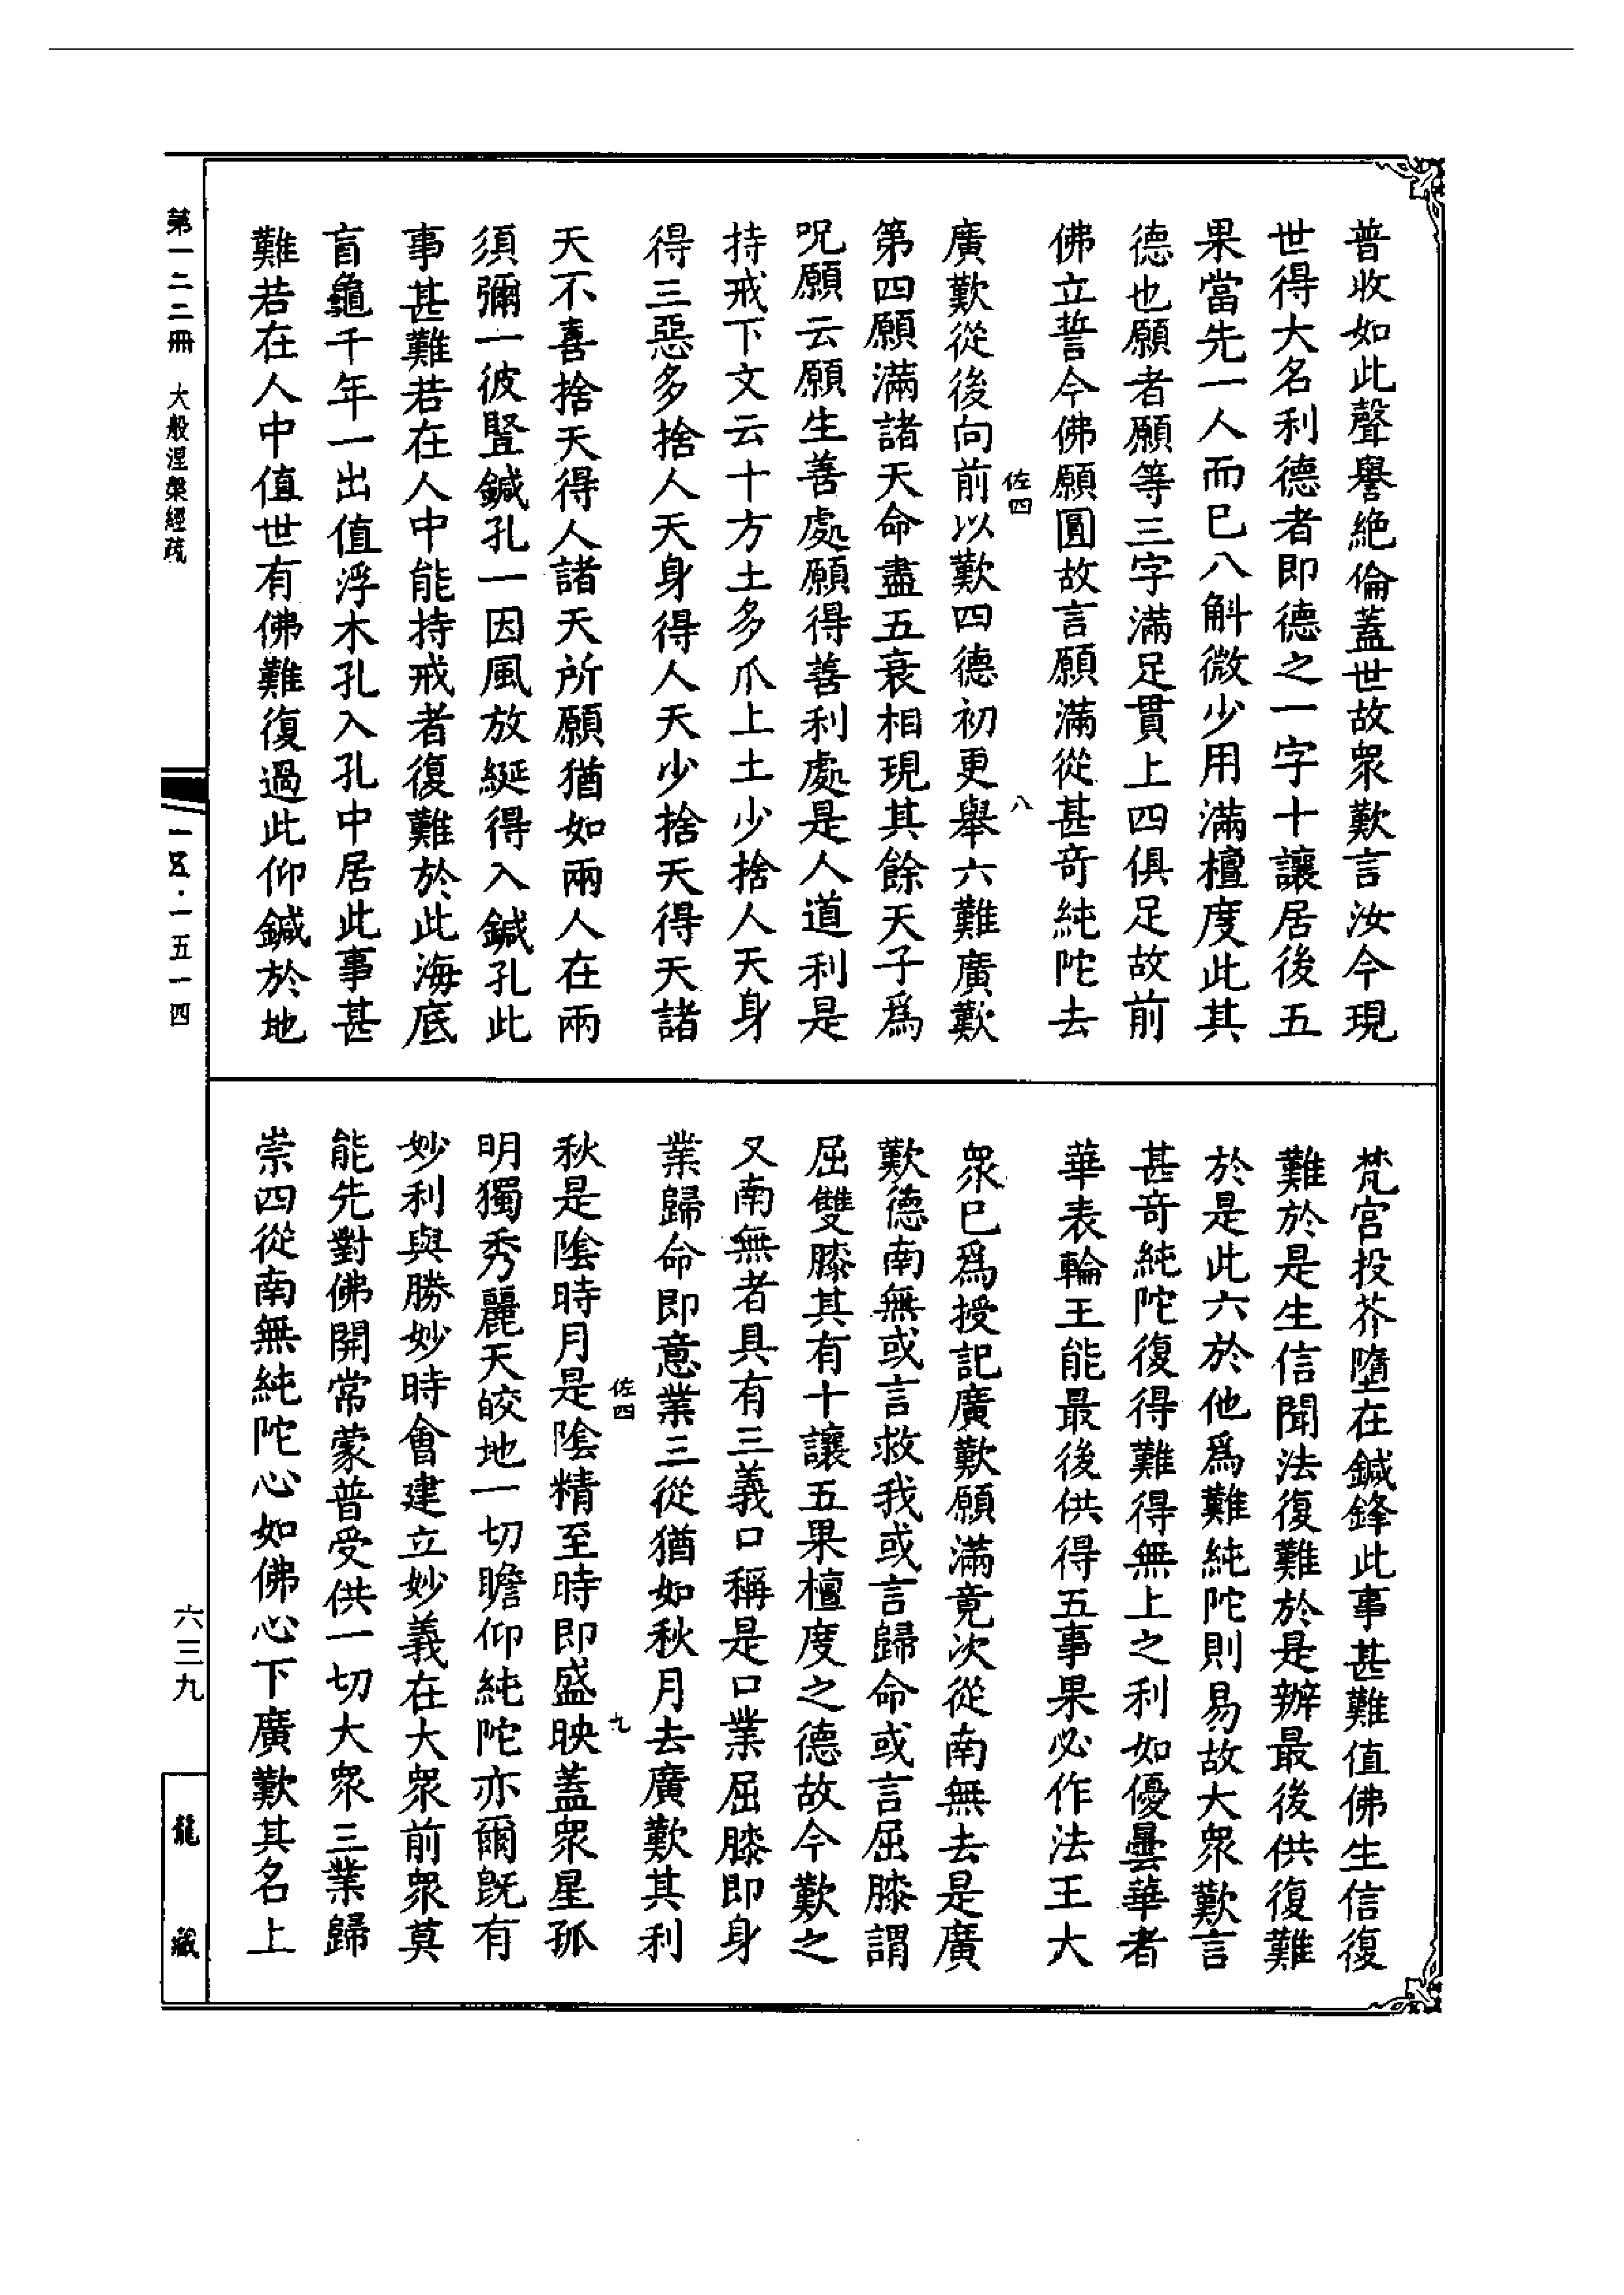 普收如此聲譽絶倫蓋世故衆歎言汝今現
世得大名利德者即德之一字十讓居後五
果當先一人而已八斛微少用滿檀度此其
德也願者願等三字滿足貫上四俱足故前
佛立誓今佛願圓故言願滿從甚奇純陀去
佐四 八
廣歎從後向前以歎四德初更舉六難廣歎
第四願滿諸天命盡五衰相現其餘天子爲
呪願云願生善處願得善利處是人道利是
持戒下文云十方土多爪上土少捨人天身
得三惡多捨人天身得人天少捨天得天諸
天不喜捨天得人諸天所願猶如兩人在兩
須彌一彼豎鍼孔一因風放綖得入鍼孔此
事甚難若在人中能持戒者復難於此海底
盲龜千年一出值浮木孔入孔中居此事甚
難若在人中值世有佛難復過此仰鍼於地
梵宫投芥墮在鍼鋒此事甚難值佛生信復
難於是生信聞法復難於是辦最後供復難
於是此六於他爲難純陀則易故大衆歎言
甚奇純陀復得難得無上之利如優曇華者
華表輪王能最後供得五事果必作法王大
衆已爲授記廣歎願滿竟次從南無去是廣
歎德南無或言救我或言歸命或言屈膝謂
屈雙膝其有十讓五果檀度之德故今歎之
又南無者具有三義口稱是口業屈膝即身
業歸命即意業三從猶如秋月去廣歎其利
佐四 九
秋是陰時月是陰精至時即盛映蓋衆星孤
明獨秀麗天皎地一切瞻仰純陀亦爾旣有
妙利與勝妙時會建立妙義在大衆前衆莫
能先對佛開常蒙普受供一切大衆三業歸
崇四從南無純陀心如佛心下廣歎其名上
第一二二冊 大般涅槃經疏
一五·一五一四
六三九
龍藏